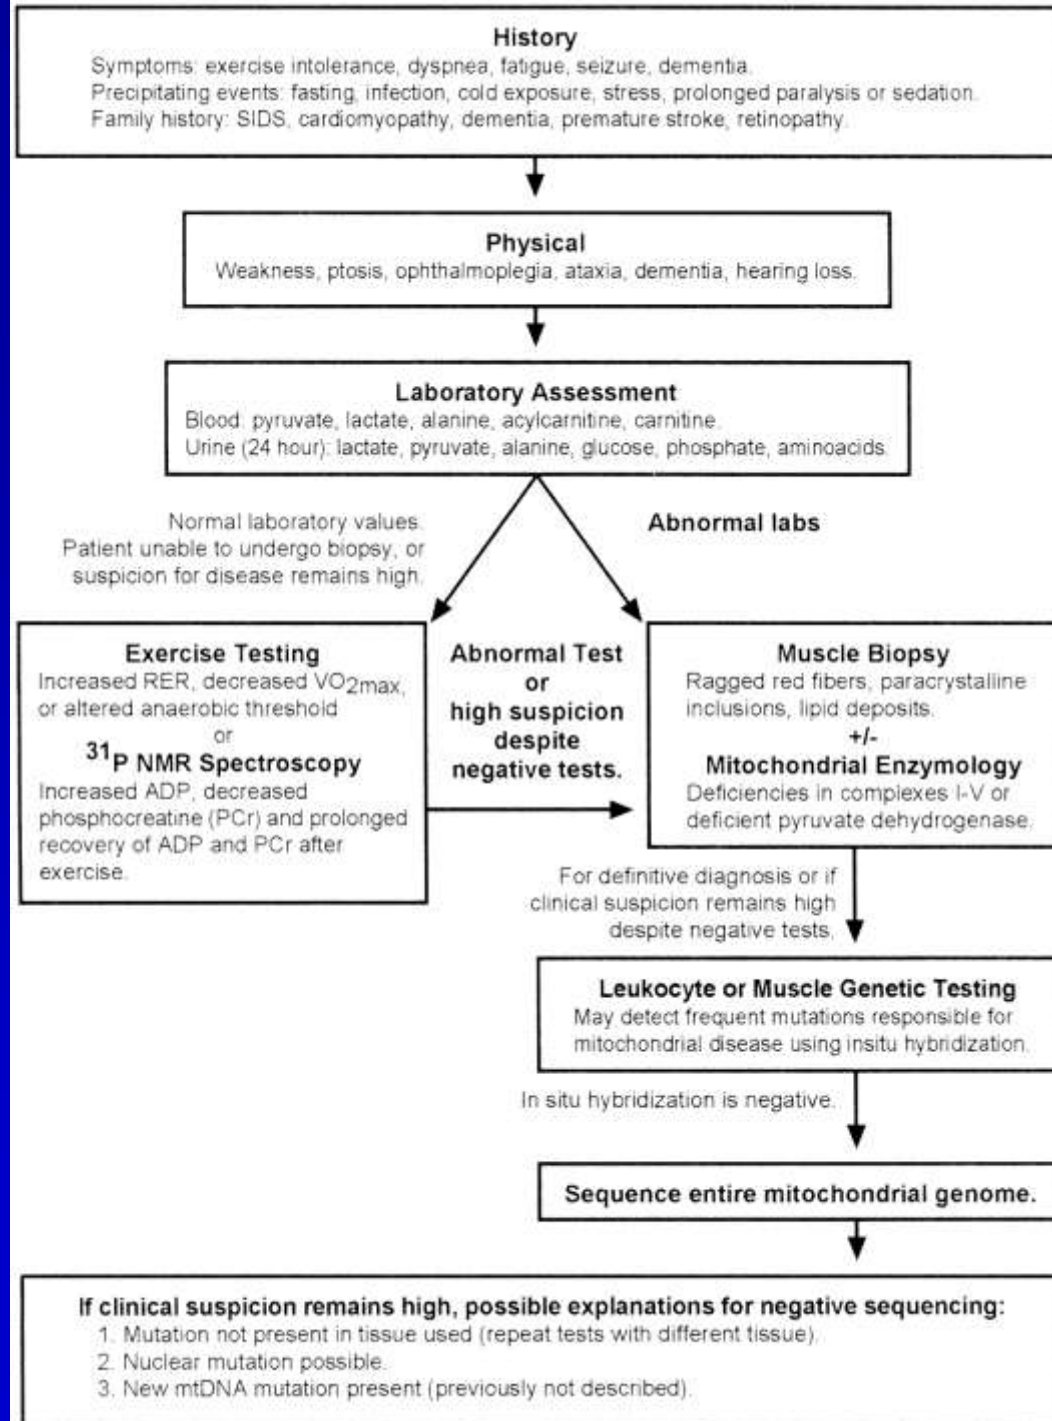 History
Symptoms: exercise intolerance, dyspnea, fatigue, seizure, dementia.
Precipitating events: fasting, infection, cold exposure, stress, prolonged paralysis or sedation.
Family history: SIDS, cardiomyopathy, dementia, premature stroke, retinopathy.
Physical
Weakness, ptosis, ophthalmoplegia, ataxia, dementia, hearing loss.
Laboratory Assessment
Blood: pyruvate, lactate, alanine, acylcarnitine, carnitine.
Urine (24 hour): lactate, pyruvate, alanine, glucose, phosphate, aminoacids.
Normal laboratory values.
Patient unable to undergo biopsy, or
suspicion for disease remains high.
Abnormal labs
Exercise Testing
Increased RER, decreased VO2max,
or altered anaerobic threshold
or
31P NMR Spectroscopy
Increased ADP, decreased
phosphocreatine (PCr) and prolonged
recovery of ADP and PCr after
exercise.
Abnormal Test
or
high suspicion
despite
negative tests.
Muscle Biopsy
Ragged red fibers, paracrystalline
inclusions, lipid deposits.
+/-
Mitochondrial Enzymology
Deficiencies in complexes I-V or
deficient pyruvate dehydrogenase.
For definitive diagnosis or if
clinical suspicion remains high
despite negative tests.
Leukocyte or Muscle Genetic Testing
May detect frequent mutations responsible for
mitochondrial disease using insitu hybridization.
In situ hybridization is negative.
Sequence entire mitochondrial genome.
If clinical suspicion remains high, possible explanations for negative sequencing:
1. Mutation not present in tissue used (repeat tests with different tissue).
2. Nuclear mutation possible.
3. New mtDNA mutation present (previously not described).